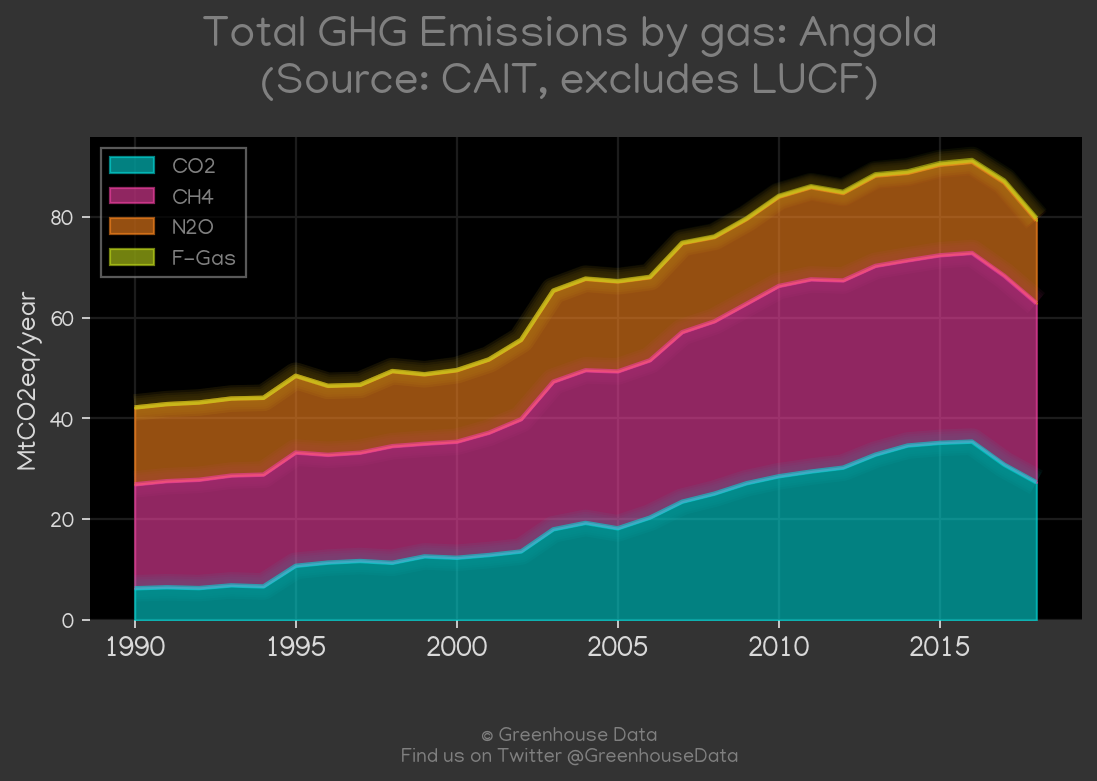 Total GHG Emissions by gas: Angola
(Source: CAIT, excludes LUCF)
CO2
CH4
N2O
F-Gas
MtCO2eq/year
80
60
40
20
0
1990 1995 2000 2005 2010 2015
© Greenhouse Data
Find us on Twitter @GreenhouseData